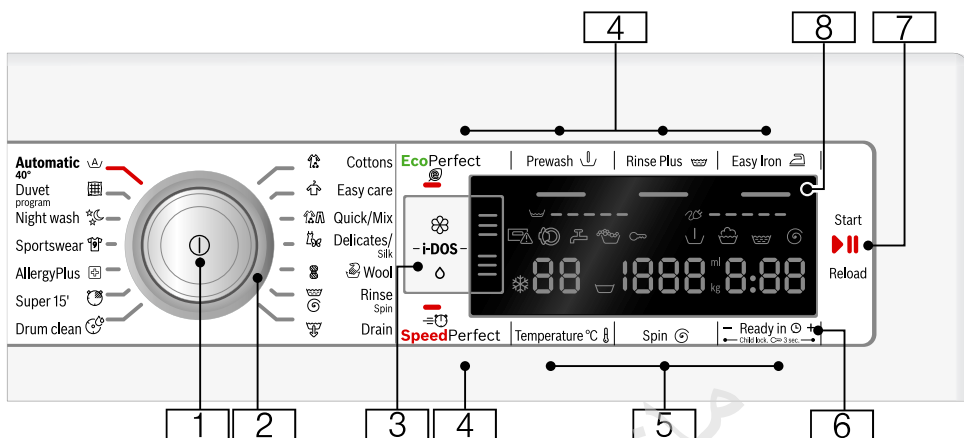 4
8
7
Automatic
40°
Duvet
program
Night wash
Sportswear
AllergyPlus
Super 15'
Drum clean
Cottons
Easy care
Quick/Mix
Delicates/
Silk
Wool
Rinse
Spin
Drain
EcoPerfect
Prewash
Rinse Plus
Easy Iron
i-DOS
88
1888
ml
kg
8:88
Start
Reload
SpeedPerfect
Temperature °C
Spin
− Ready in +
Child lock. 3 sec.
1
2
3
4
5
6